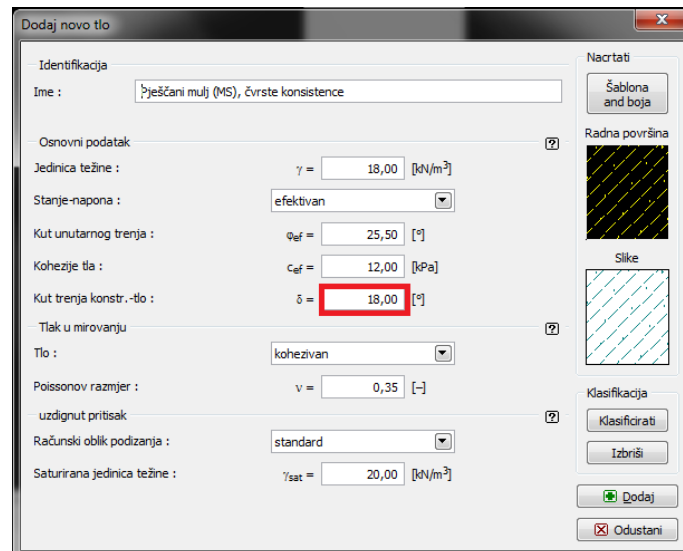 Dodaj novo tlo
Identifikacija
Ime : Pješčani mulj (MS), čvrste konsistence
Osnovni podatak [?]
Jedinica težine : γ = 18,00 [kN/m³]
Stanje-napona : efektivan
Kut unutarnog trenja : φef = 25,50 [°]
Kohezije tla : cef = 12,00 [kPa]
Kut trenja konstr.-tlo : δ = 18,00 [°]
Tlak u mirovanju [?]
Tlo : kohezivan
Poissonov razmjer : ν = 0,35 [–]
uzdignut pritisak [?]
Računski oblik podizanja : standard
Saturirana jedinica težine : γsat = 20,00 [kN/m³]
Nacrtati
Šablona
and boja
Radna površina
Slike
Klasifikacija
Klasificirati
Izbriši
Dodaj
Odustani